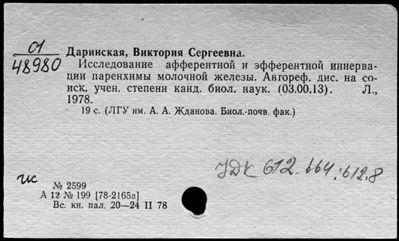 01
48980
Даринская, Виктория Сергеевна.
Исследование афферентной и эфферентной иннерва-
ции паренхимы молочной железы. Автореф. дис. на со-
иск. учен. степени канд. биол. наук. (03.00.13). Л.,
1978.
19 с. (ЛГУ им. А. А. Жданова. Биол.-почв. фак.)
УДК 612.664:612.8
№ 2599
А 12 № 199 [78-2165а]
Вс. кн. пал. 20—24 II 78